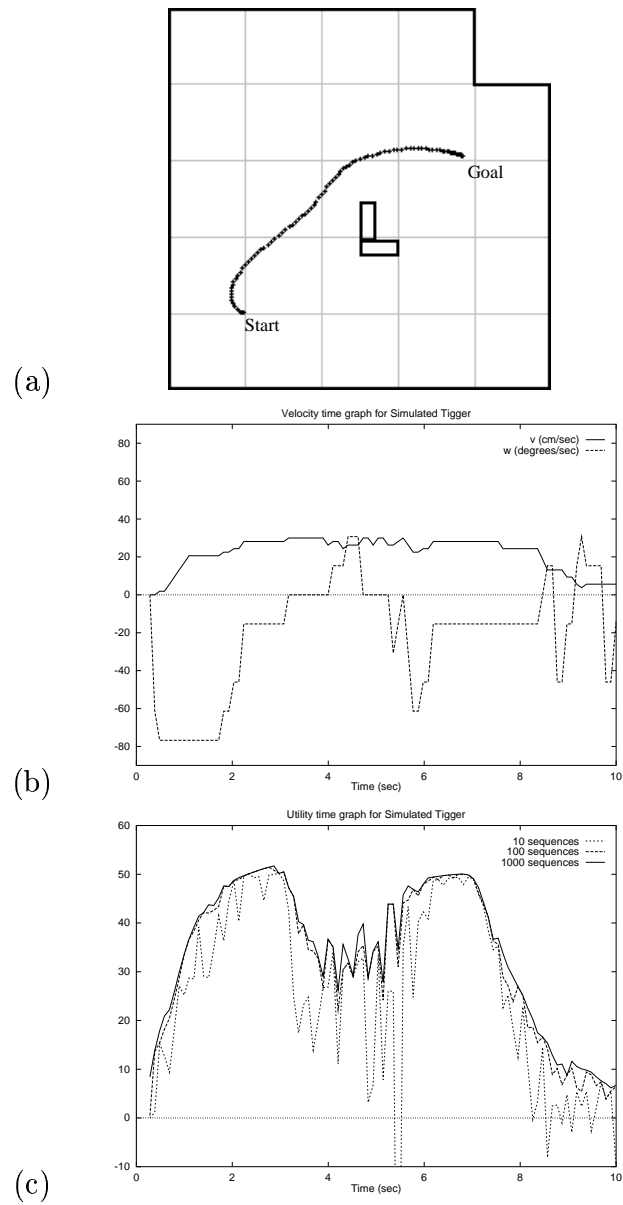 Goal
Start
(a)
Velocity time graph for Simulated Tigger
v (cm/sec)
w (degrees/sec)
80
60
40
20
0
-20
-40
-60
-80
0 2 4 6 8 10
Time (sec)
(b)
Utility time graph for Simulated Tigger
10 sequences
100 sequences
1000 sequences
60
50
40
30
20
10
0
-10
0 2 4 6 8 10
Time (sec)
(c)